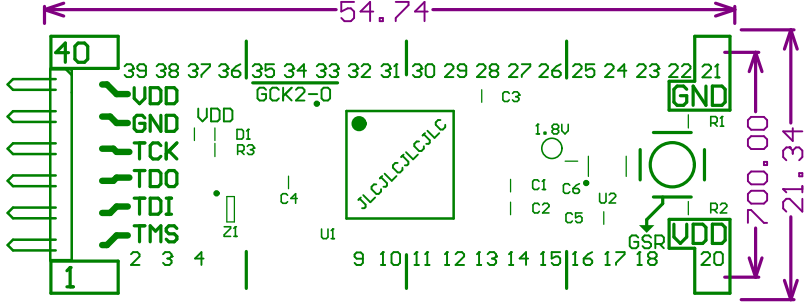 54.74
40
39 38 37 36 35 34 33 32 31 30 29 28 27 26 25 24 23 22 21
VDD
GCK2-0
C3
GND
GND
VDD
R1
D1
1.8V
TCK
R3
JLCJLCJLCJLC
700.00
21.34
TDO
C1
C6
C4
U2
TDI
C2
R2
C5
TMS
Z1
U1
GSR
VDD
2 3 4 9 10 11 12 13 14 15 16 17 18 20
1